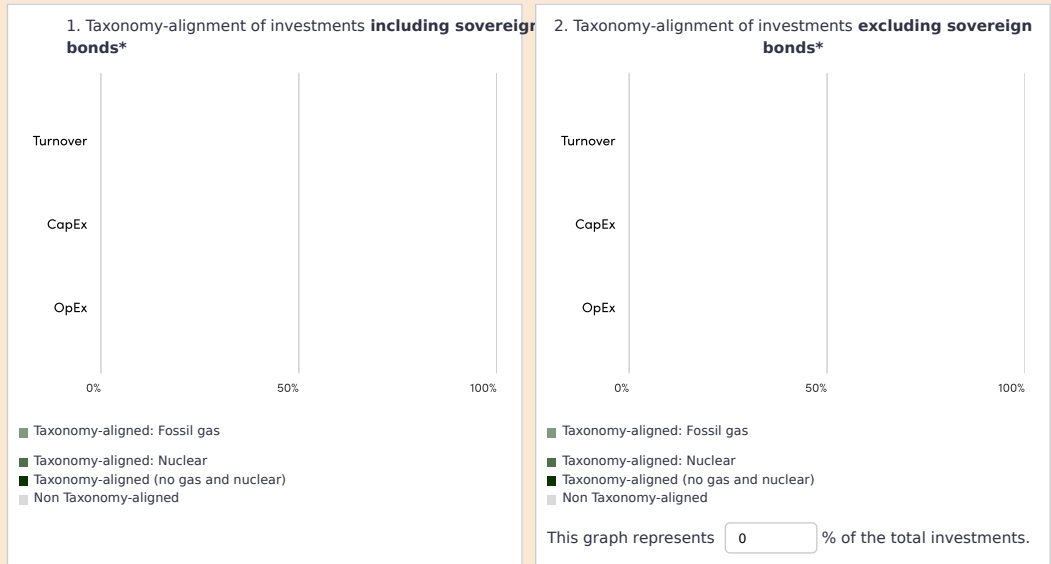 1. Taxonomy-alignment of investments including sovereign
bonds*
Turnover
CapEx
OpEx
0% 50% 100%
Taxonomy-aligned: Fossil gas
Taxonomy-aligned: Nuclear
Taxonomy-aligned (no gas and nuclear)
Non Taxonomy-aligned
2. Taxonomy-alignment of investments excluding sovereign
bonds*
Turnover
CapEx
OpEx
0% 50% 100%
Taxonomy-aligned: Fossil gas
Taxonomy-aligned: Nuclear
Taxonomy-aligned (no gas and nuclear)
Non Taxonomy-aligned
This graph represents 0 % of the total investments.